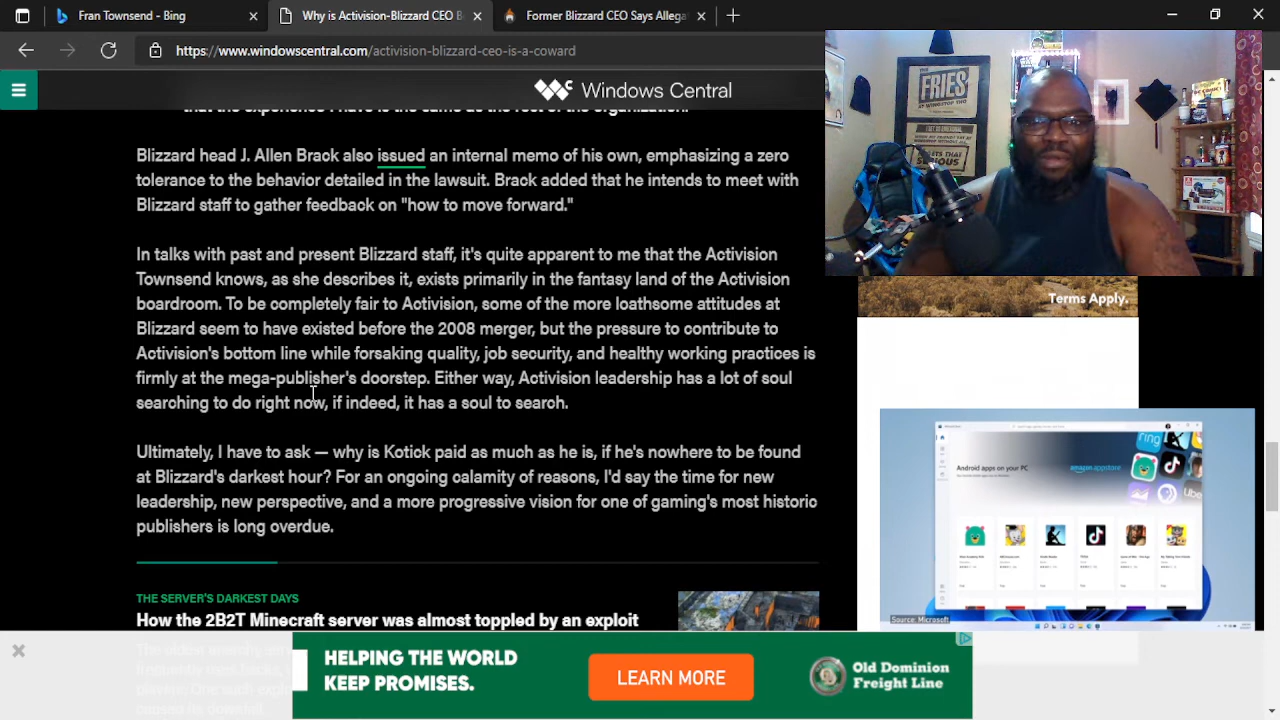 Fran Townsend - Bing
Why is Activision-Blizzard CEO B
Former Blizzard CEO Says Allegat
https://www.windowscentral.com/activision-blizzard-ceo-is-a-coward
Windows Central
Blizzard head J. Allen Brack also issued an internal memo of his own, emphasizing a zero
tolerance to the behavior detailed in the lawsuit. Brack added that he intends to meet with
Blizzard staff to gather feedback on "how to move forward."
In talks with past and present Blizzard staff, it's quite apparent to me that the Activision
Townsend knows, as she describes it, exists primarily in the fantasy land of the Activision
boardroom. To be completely fair to Activision, some of the more loathsome attitudes at
Blizzard seem to have existed before the 2008 merger, but the pressure to contribute to
Activision's bottom line while forsaking quality, job security, and healthy working practices is
firmly at the mega-publisher's doorstep. Either way, Activision leadership has a lot of soul
searching to do right now, if indeed, it has a soul to search.
Ultimately, I have to ask — why is Kotick paid as much as he is, if he's nowhere to be found
at Blizzard's darkest hour? For an ongoing calamity of reasons, I'd say the time for new
leadership, new perspective, and a more progressive vision for one of gaming's most historic
publishers is long overdue.
THE SERVER'S DARKEST DAYS
How the 2B2T Minecraft server was almost toppled by an exploit
FRIES
Terms Apply.
ring
Android apps on your PC
amazon appstore
Uber
Source: Microsoft
HELPING THE WORLD
KEEP PROMISES.
LEARN MORE
Old Dominion
Freight Line